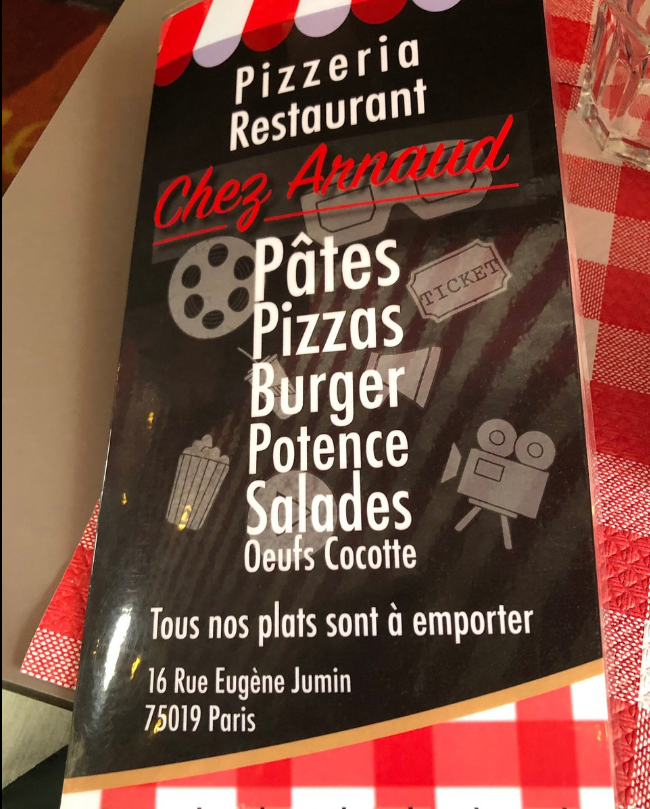 Pizzeria
Restaurant
Chez Arnaud
Pâtes
TICKET
Pizzas
Burger
Potence
Salades
Oeufs Cocotte
Tous nos plats sont à emporter
16 Rue Eugène Jumin
75019 Paris